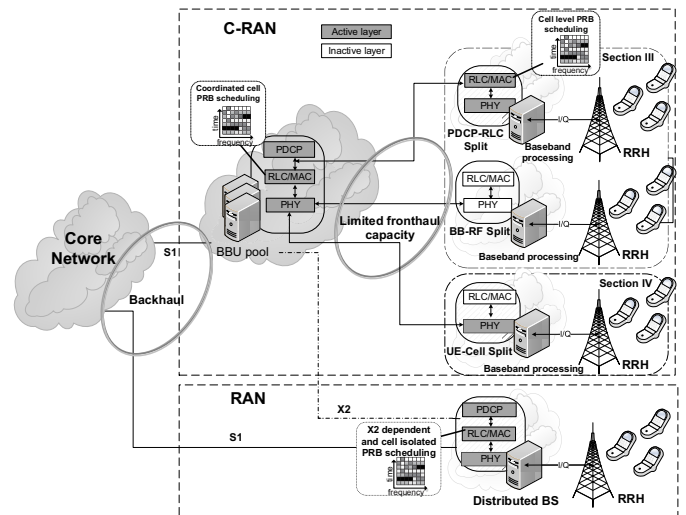 C-RAN
Active layer
Inactive layer
Cell level PRB
scheduling
time
frequency
Section III
Coordinated cell
PRB scheduling
time
frequency
RLC/MAC
PHY
PDCP-RLC
Split
Baseband
processing
I/Q
RRH
PDCP
RLC/MAC
PHY
BBU pool
Limited fronthaul
capacity
RLC/MAC
PHY
BB-RF Split
Baseband processing
I/Q
RRH
Core
Network
S1
Backhaul
Section IV
RLC/MAC
PHY
UE-Cell Split
Baseband processing
I/Q
RRH
RAN
X2
S1
X2 dependent
and cell isolated
PRB scheduling
time
frequency
PDCP
RLC/MAC
PHY
Distributed BS
I/Q
RRH